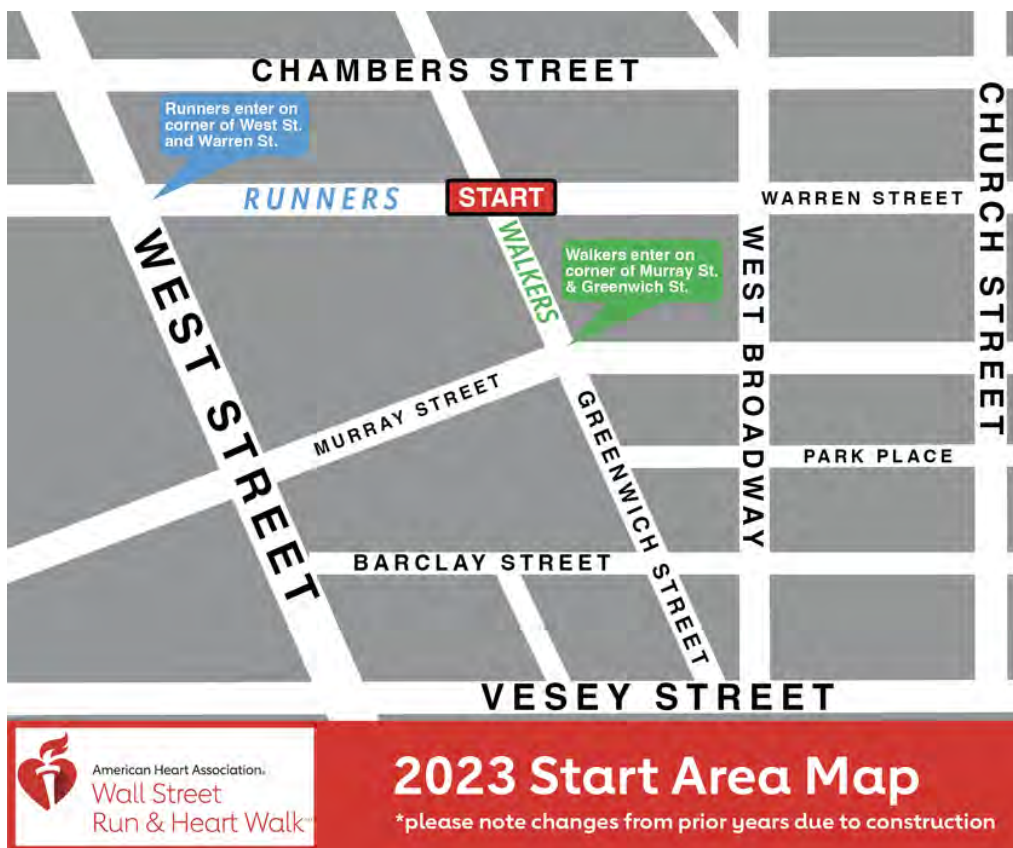 CHAMBERS STREET
Runners enter on
corner of West St.
and Warren St.
RUNNERS
START
WARREN STREET
CHURCH STREET
WALKERS
Walkers enter on
corner of Murray St.
& Greenwich St.
WEST STREET
WEST BROADWAY
MURRAY STREET
GREENWICH STREET
PARK PLACE
BARCLAY STREET
VESEY STREET
American Heart Association®
Wall Street
Run & Heart Walk™
2023 Start Area Map
*please note changes from prior years due to construction